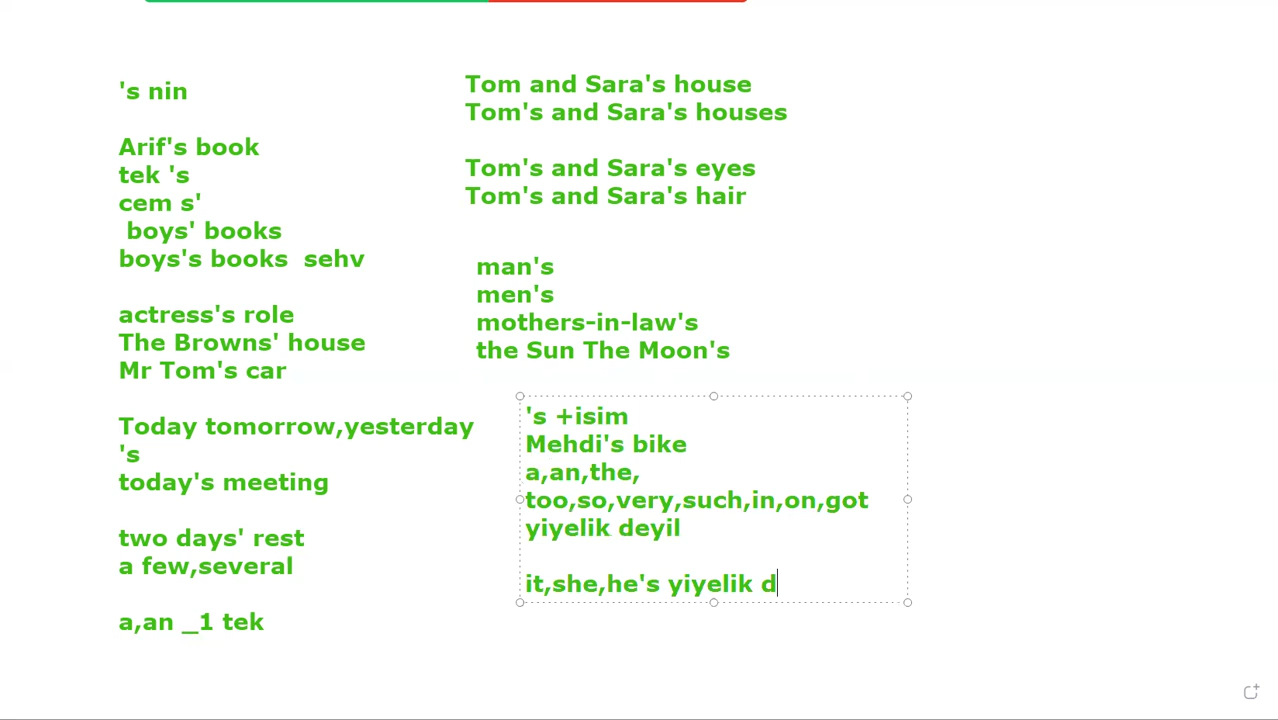 's nin
Arif's book
tek 's
cem s'
boys' books
boys's books  sehv
actress's role
The Browns' house
Mr Tom's car
Today tomorrow,yesterday
's
today's meeting
two days' rest
a few,several
a,an _1 tek
Tom and Sara's house
Tom's and Sara's houses
Tom's and Sara's eyes
Tom's and Sara's hair
man's
men's
mothers-in-law's
the Sun The Moon's
's +isim
Mehdi's bike
a,an,the,
too,so,very,such,in,on,got
yiyelik deyil
it,she,he's yiyelik d